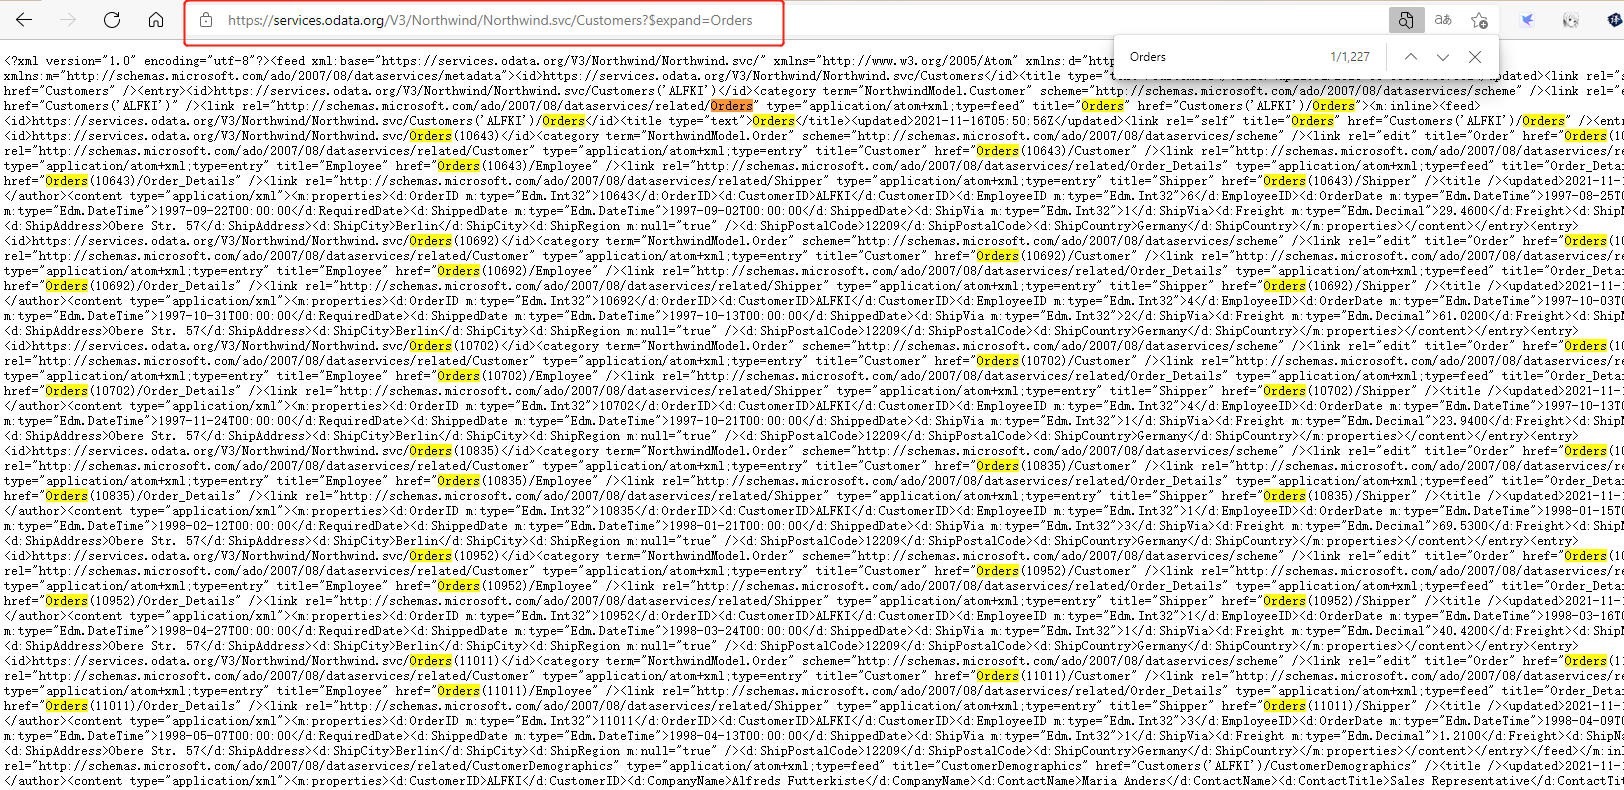 https://services.odata.org/V3/Northwind/Northwind.svc/Customers?$expand=Orders
aあ
Orders 1/1,227
<?xml version="1.0" encoding="utf-8"?><feed xml:base="https://services.odata.org/V3/Northwind/Northwind.svc/" xmlns="http://www.w3.org/2005/Atom" xmlns:d="http
xmlns:m="http://schemas.microsoft.com/ado/2007/08/dataservices/metadata"><id>https://services.odata.org/V3/Northwind/Northwind.svc/Customers</id><title type="text
href="Customers" /><entry><id>https://services.odata.org/V3/Northwind/Northwind.svc/Customers('ALFKI')</id><category term="NorthwindModel.Customer" scheme="http://schemas.microsoft.com/ado/2007/08/dataservices/scheme" /><link re
href="Customers('ALFKI')" /><link rel="http://schemas.microsoft.com/ado/2007/08/dataservices/related/Orders" type="application/atom+xml;type=feed" title="Orders" href="Customers('ALFKI')/Orders"><m:inline><feed>
<id>https://services.odata.org/V3/Northwind/Northwind.svc/Customers('ALFKI')/Orders</id><title type="text">Orders</title><updated>2021-11-16T05:50:56Z</updated><link rel="self" title="Orders" href="Customers('ALFKI')/Orders" /><entr
<id>https://services.odata.org/V3/Northwind/Northwind.svc/Orders(10643)</id><category term="NorthwindModel.Order" scheme="http://schemas.microsoft.com/ado/2007/08/dataservices/scheme" /><link rel="edit" title="Order" href="Orders(10
rel="http://schemas.microsoft.com/ado/2007/08/dataservices/related/Customer" type="application/atom+xml;type=entry" title="Customer" href="Orders(10643)/Customer" /><link rel="http://schemas.microsoft.com/ado/2007/08/dataservices/re
type="application/atom+xml;type=entry" title="Employee" href="Orders(10643)/Employee" /><link rel="http://schemas.microsoft.com/ado/2007/08/dataservices/related/Order_Details" type="application/atom+xml;type=feed" title="Order_Detai
href="Orders(10643)/Order_Details" /><link rel="http://schemas.microsoft.com/ado/2007/08/dataservices/related/Shipper" type="application/atom+xml;type=entry" title="Shipper" href="Orders(10643)/Shipper" /><title /><updated>2021-11-1
</author><content type="application/xml"><m:properties><d:OrderID m:type="Edm.Int32">10643</d:OrderID><d:CustomerID>ALFKI</d:CustomerID><d:EmployeeID m:type="Edm.Int32">6</d:EmployeeID><d:OrderDate m:type="Edm.DateTime">1997-08-25T0
m:type="Edm.DateTime">1997-09-22T00:00:00</d:RequiredDate><d:ShippedDate m:type="Edm.DateTime">1997-09-02T00:00:00</d:ShippedDate><d:ShipVia m:type="Edm.Int32">1</d:ShipVia><d:Freight m:type="Edm.Decimal">29.4600</d:Freight><d:Ship
<d:ShipAddress>Obere Str. 57</d:ShipAddress><d:ShipCity>Berlin</d:ShipCity><d:ShipRegion m:null="true" /><d:ShipPostalCode>12209</d:ShipPostalCode><d:ShipCountry>Germany</d:ShipCountry></m:properties></content></entry><entry>
<id>https://services.odata.org/V3/Northwind/Northwind.svc/Orders(10692)</id><category term="NorthwindModel.Order" scheme="http://schemas.microsoft.com/ado/2007/08/dataservices/scheme" /><link rel="edit" title="Order" href="Orders(10
rel="http://schemas.microsoft.com/ado/2007/08/dataservices/related/Customer" type="application/atom+xml;type=entry" title="Customer" href="Orders(10692)/Customer" /><link rel="http://schemas.microsoft.com/ado/2007/08/dataservices/re
type="application/atom+xml;type=entry" title="Employee" href="Orders(10692)/Employee" /><link rel="http://schemas.microsoft.com/ado/2007/08/dataservices/related/Order_Details" type="application/atom+xml;type=feed" title="Order_Detai
href="Orders(10692)/Order_Details" /><link rel="http://schemas.microsoft.com/ado/2007/08/dataservices/related/Shipper" type="application/atom+xml;type=entry" title="Shipper" href="Orders(10692)/Shipper" /><title /><updated>2021-11-1
</author><content type="application/xml"><m:properties><d:OrderID m:type="Edm.Int32">10692</d:OrderID><d:CustomerID>ALFKI</d:CustomerID><d:EmployeeID m:type="Edm.Int32">4</d:EmployeeID><d:OrderDate m:type="Edm.DateTime">1997-10-03T0
m:type="Edm.DateTime">1997-10-31T00:00:00</d:RequiredDate><d:ShippedDate m:type="Edm.DateTime">1997-10-13T00:00:00</d:ShippedDate><d:ShipVia m:type="Edm.Int32">2</d:ShipVia><d:Freight m:type="Edm.Decimal">61.0200</d:Freight><d:ShipN
<d:ShipAddress>Obere Str. 57</d:ShipAddress><d:ShipCity>Berlin</d:ShipCity><d:ShipRegion m:null="true" /><d:ShipPostalCode>12209</d:ShipPostalCode><d:ShipCountry>Germany</d:ShipCountry></m:properties></content></entry><entry>
<id>https://services.odata.org/V3/Northwind/Northwind.svc/Orders(10702)</id><category term="NorthwindModel.Order" scheme="http://schemas.microsoft.com/ado/2007/08/dataservices/scheme" /><link rel="edit" title="Order" href="Orders(10
rel="http://schemas.microsoft.com/ado/2007/08/dataservices/related/Customer" type="application/atom+xml;type=entry" title="Customer" href="Orders(10702)/Customer" /><link rel="http://schemas.microsoft.com/ado/2007/08/dataservices/re
type="application/atom+xml;type=entry" title="Employee" href="Orders(10702)/Employee" /><link rel="http://schemas.microsoft.com/ado/2007/08/dataservices/related/Order_Details" type="application/atom+xml;type=feed" title="Order_Detai
href="Orders(10702)/Order_Details" /><link rel="http://schemas.microsoft.com/ado/2007/08/dataservices/related/Shipper" type="application/atom+xml;type=entry" title="Shipper" href="Orders(10702)/Shipper" /><title /><updated>2021-11-1
</author><content type="application/xml"><m:properties><d:OrderID m:type="Edm.Int32">10702</d:OrderID><d:CustomerID>ALFKI</d:CustomerID><d:EmployeeID m:type="Edm.Int32">4</d:EmployeeID><d:OrderDate m:type="Edm.DateTime">1997-10-13T0
m:type="Edm.DateTime">1997-11-24T00:00:00</d:RequiredDate><d:ShippedDate m:type="Edm.DateTime">1997-10-21T00:00:00</d:ShippedDate><d:ShipVia m:type="Edm.Int32">1</d:ShipVia><d:Freight m:type="Edm.Decimal">23.9400</d:Freight><d:ShipN
<d:ShipAddress>Obere Str. 57</d:ShipAddress><d:ShipCity>Berlin</d:ShipCity><d:ShipRegion m:null="true" /><d:ShipPostalCode>12209</d:ShipPostalCode><d:ShipCountry>Germany</d:ShipCountry></m:properties></content></entry><entry>
<id>https://services.odata.org/V3/Northwind/Northwind.svc/Orders(10835)</id><category term="NorthwindModel.Order" scheme="http://schemas.microsoft.com/ado/2007/08/dataservices/scheme" /><link rel="edit" title="Order" href="Orders(10
rel="http://schemas.microsoft.com/ado/2007/08/dataservices/related/Customer" type="application/atom+xml;type=entry" title="Customer" href="Orders(10835)/Customer" /><link rel="http://schemas.microsoft.com/ado/2007/08/dataservices/re
type="application/atom+xml;type=entry" title="Employee" href="Orders(10835)/Employee" /><link rel="http://schemas.microsoft.com/ado/2007/08/dataservices/related/Order_Details" type="application/atom+xml;type=feed" title="Order_Detai
href="Orders(10835)/Order_Details" /><link rel="http://schemas.microsoft.com/ado/2007/08/dataservices/related/Shipper" type="application/atom+xml;type=entry" title="Shipper" href="Orders(10835)/Shipper" /><title /><updated>2021-11-1
</author><content type="application/xml"><m:properties><d:OrderID m:type="Edm.Int32">10835</d:OrderID><d:CustomerID>ALFKI</d:CustomerID><d:EmployeeID m:type="Edm.Int32">1</d:EmployeeID><d:OrderDate m:type="Edm.DateTime">1998-01-15T0
m:type="Edm.DateTime">1998-02-12T00:00:00</d:RequiredDate><d:ShippedDate m:type="Edm.DateTime">1998-01-21T00:00:00</d:ShippedDate><d:ShipVia m:type="Edm.Int32">3</d:ShipVia><d:Freight m:type="Edm.Decimal">69.5300</d:Freight><d:ShipN
<d:ShipAddress>Obere Str. 57</d:ShipAddress><d:ShipCity>Berlin</d:ShipCity><d:ShipRegion m:null="true" /><d:ShipPostalCode>12209</d:ShipPostalCode><d:ShipCountry>Germany</d:ShipCountry></m:properties></content></entry><entry>
<id>https://services.odata.org/V3/Northwind/Northwind.svc/Orders(10952)</id><category term="NorthwindModel.Order" scheme="http://schemas.microsoft.com/ado/2007/08/dataservices/scheme" /><link rel="edit" title="Order" href="Orders(10
rel="http://schemas.microsoft.com/ado/2007/08/dataservices/related/Customer" type="application/atom+xml;type=entry" title="Customer" href="Orders(10952)/Customer" /><link rel="http://schemas.microsoft.com/ado/2007/08/dataservices/re
type="application/atom+xml;type=entry" title="Employee" href="Orders(10952)/Employee" /><link rel="http://schemas.microsoft.com/ado/2007/08/dataservices/related/Order_Details" type="application/atom+xml;type=feed" title="Order_Detai
href="Orders(10952)/Order_Details" /><link rel="http://schemas.microsoft.com/ado/2007/08/dataservices/related/Shipper" type="application/atom+xml;type=entry" title="Shipper" href="Orders(10952)/Shipper" /><title /><updated>2021-11-1
</author><content type="application/xml"><m:properties><d:OrderID m:type="Edm.Int32">10952</d:OrderID><d:CustomerID>ALFKI</d:CustomerID><d:EmployeeID m:type="Edm.Int32">1</d:EmployeeID><d:OrderDate m:type="Edm.DateTime">1998-03-16T0
m:type="Edm.DateTime">1998-04-27T00:00:00</d:RequiredDate><d:ShippedDate m:type="Edm.DateTime">1998-03-24T00:00:00</d:ShippedDate><d:ShipVia m:type="Edm.Int32">1</d:ShipVia><d:Freight m:type="Edm.Decimal">40.4200</d:Freight><d:ShipN
<d:ShipAddress>Obere Str. 57</d:ShipAddress><d:ShipCity>Berlin</d:ShipCity><d:ShipRegion m:null="true" /><d:ShipPostalCode>12209</d:ShipPostalCode><d:ShipCountry>Germany</d:ShipCountry></m:properties></content></entry><entry>
<id>https://services.odata.org/V3/Northwind/Northwind.svc/Orders(11011)</id><category term="NorthwindModel.Order" scheme="http://schemas.microsoft.com/ado/2007/08/dataservices/scheme" /><link rel="edit" title="Order" href="Orders(11
rel="http://schemas.microsoft.com/ado/2007/08/dataservices/related/Customer" type="application/atom+xml;type=entry" title="Customer" href="Orders(11011)/Customer" /><link rel="http://schemas.microsoft.com/ado/2007/08/dataservices/re
type="application/atom+xml;type=entry" title="Employee" href="Orders(11011)/Employee" /><link rel="http://schemas.microsoft.com/ado/2007/08/dataservices/related/Order_Details" type="application/atom+xml;type=feed" title="Order_Detai
href="Orders(11011)/Order_Details" /><link rel="http://schemas.microsoft.com/ado/2007/08/dataservices/related/Shipper" type="application/atom+xml;type=entry" title="Shipper" href="Orders(11011)/Shipper" /><title /><updated>2021-11-1
</author><content type="application/xml"><m:properties><d:OrderID m:type="Edm.Int32">11011</d:OrderID><d:CustomerID>ALFKI</d:CustomerID><d:EmployeeID m:type="Edm.Int32">3</d:EmployeeID><d:OrderDate m:type="Edm.DateTime">1998-04-09T0
m:type="Edm.DateTime">1998-05-07T00:00:00</d:RequiredDate><d:ShippedDate m:type="Edm.DateTime">1998-04-13T00:00:00</d:ShippedDate><d:ShipVia m:type="Edm.Int32">1</d:ShipVia><d:Freight m:type="Edm.Decimal">1.2100</d:Freight><d:ShipNa
<d:ShipAddress>Obere Str. 57</d:ShipAddress><d:ShipCity>Berlin</d:ShipCity><d:ShipRegion m:null="true" /><d:ShipPostalCode>12209</d:ShipPostalCode><d:ShipCountry>Germany</d:ShipCountry></m:properties></content></entry></feed></m:in
rel="http://schemas.microsoft.com/ado/2007/08/dataservices/related/CustomerDemographics" type="application/atom+xml;type=feed" title="CustomerDemographics" href="Customers('ALFKI')/CustomerDemographics" /><title /><updated>2021-11-1
</author><content type="application/xml"><m:properties><d:CustomerID>ALFKI</d:CustomerID><d:CompanyName>Alfreds Futterkiste</d:CompanyName><d:ContactName>Maria Anders</d:ContactName><d:ContactTitle>Sales Representative</d:ContactTit